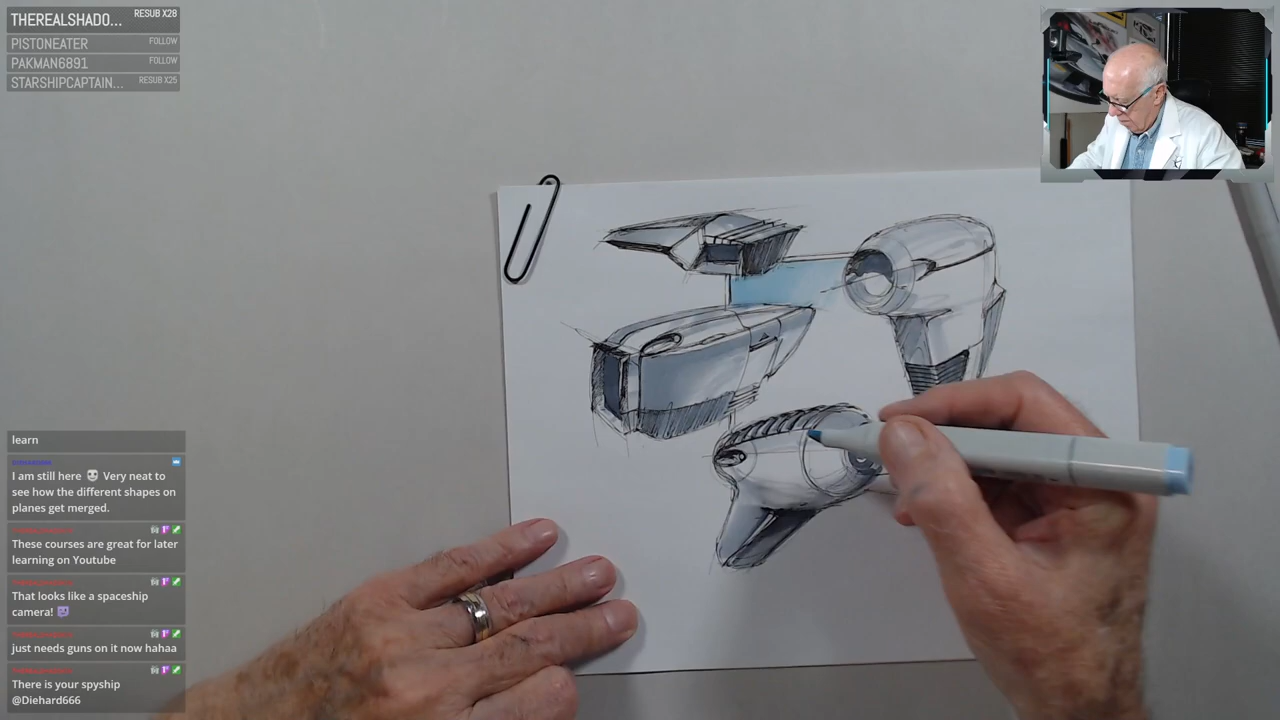 THEREALSHADO... RESUB X28
PISTONEATER FOLLOW
PAKMAN6891 FOLLOW
STARSHIPCAPTAIN... RESUB X25
learn
I am still here Very neat to
see how the different shapes on
planes get merged.
These courses are great for later
learning on Youtube
That looks like a spaceship
camera!
just needs guns on it now hahaa
There is your spyship
@Diehard666